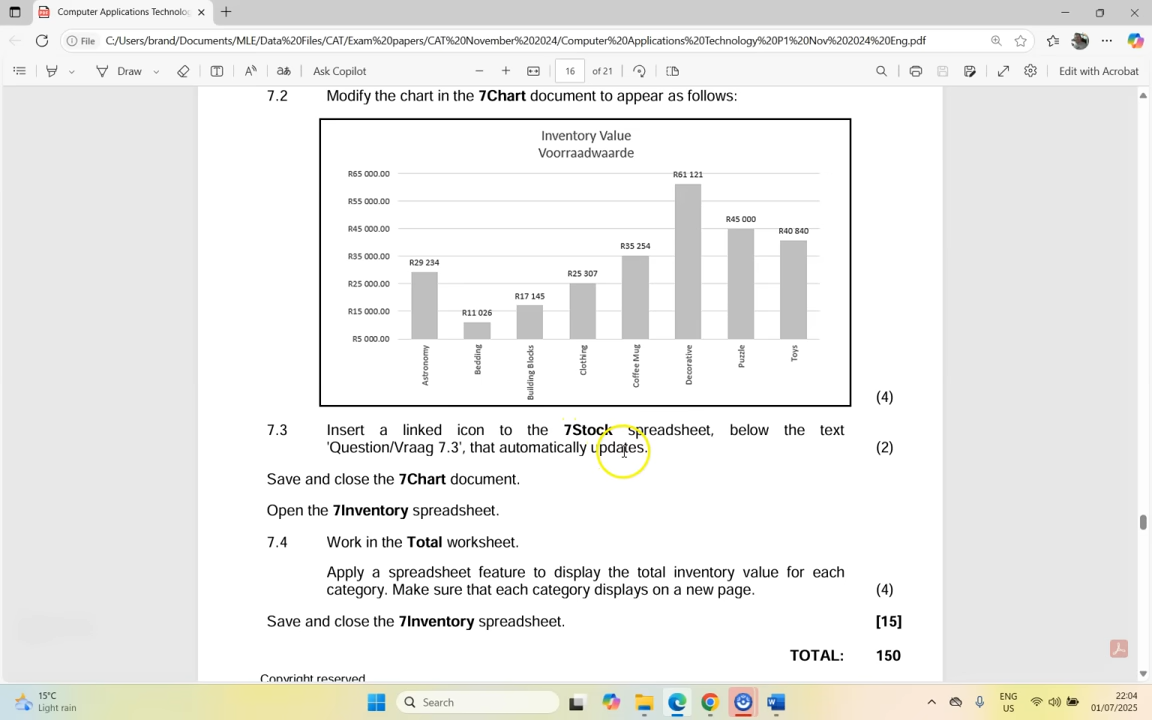 Computer Applications Technolo
File
C:/Users/brand/Documents/MLE/Data%20Files/CAT/Exam%20papers/CAT%20November%202024/Computer%20Applications%20Technology%20P1%20Nov%202024%20Eng.pdf
Draw
Ask Copilot
16
of 21
Edit with Acrobat
7.2 Modify the chart in the 7Chart document to appear as follows:
Inventory Value
Voorraadwaarde
R65 000.00
R55 000.00
R45 000.00
R35 000.00
R25 000.00
R15 000.00
R5 000.00
R29 234
R11 026
R17 145
R25 307
R35 254
R61 121
R45 000
R40 840
Astronomy
Bedding
Building Blocks
Clothing
Coffee Mug
Decorative
Puzzle
Toys
(4)
7.3 Insert a linked icon to the 7Stock spreadsheet, below the text
'Question/Vraag 7.3', that automatically updates. (2)
Save and close the 7Chart document.
Open the 7Inventory spreadsheet.
7.4 Work in the Total worksheet.
Apply a spreadsheet feature to display the total inventory value for each
category. Make sure that each category displays on a new page. (4)
Save and close the 7Inventory spreadsheet. [15]
TOTAL: 150
Copyright reserved
15°C
Light rain
Search
ENG
US
22:04
01/07/2025